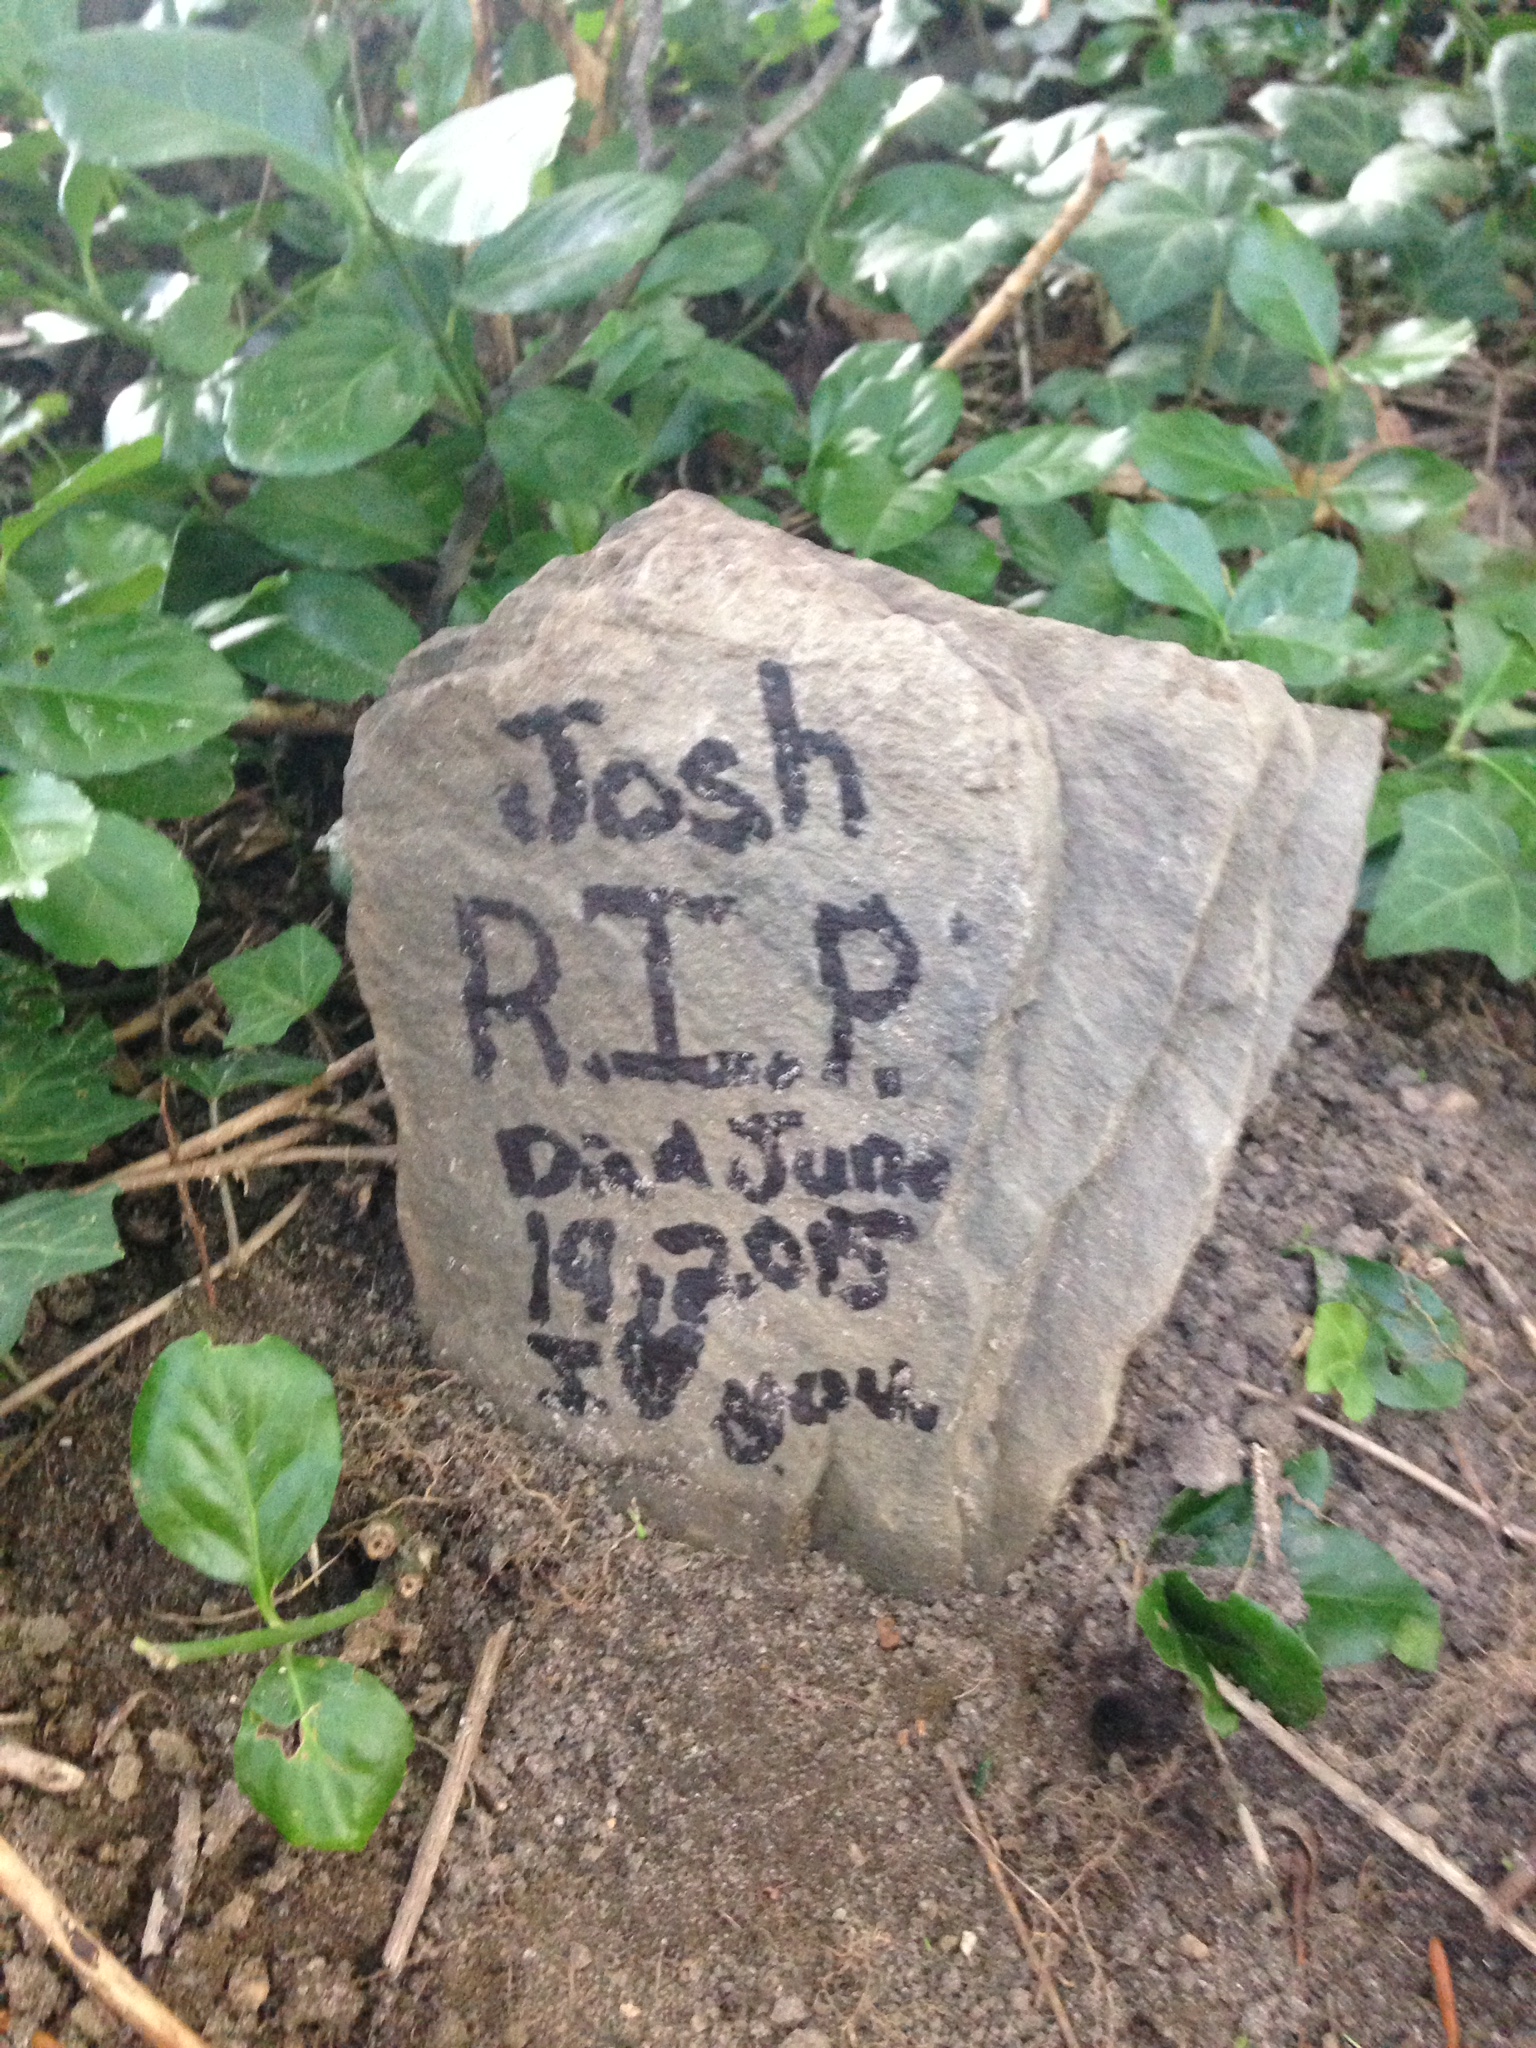 Josh
R.I.P.
Died June
19, 2015
I ♥ you.